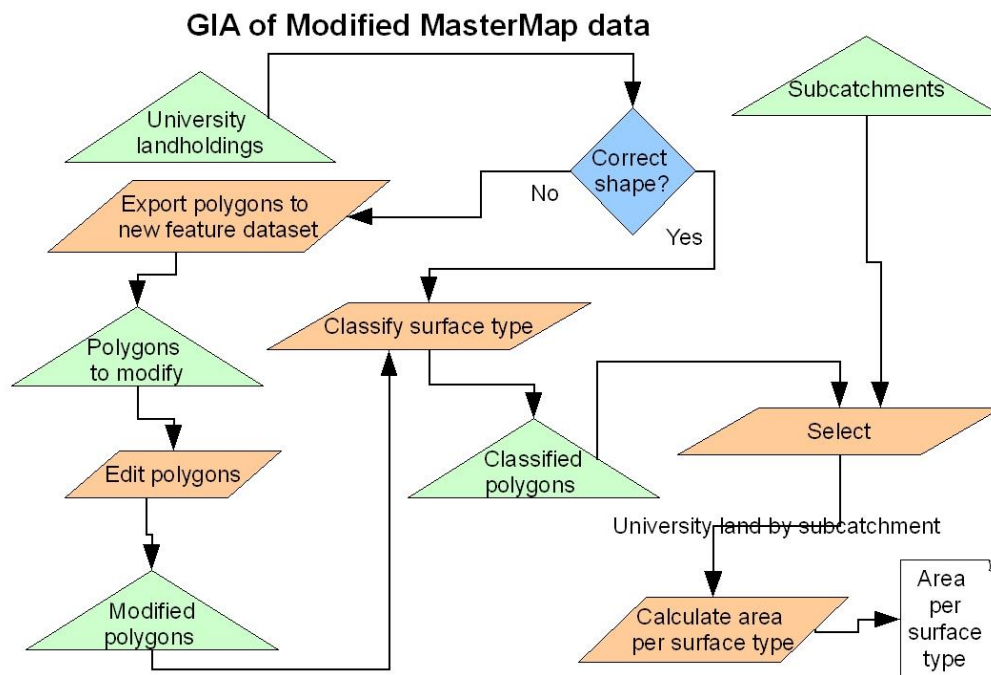 GIA of Modified MasterMap data
University
landholdings
Subcatchments
Correct
shape?
No
Yes
Export polygons to
new feature dataset
Classify surface type
Polygons
to modify
Select
Classified
polygons
Edit polygons
University land by subcatchment
Modified
polygons
Calculate area
per surface type
Area
per
surface
type